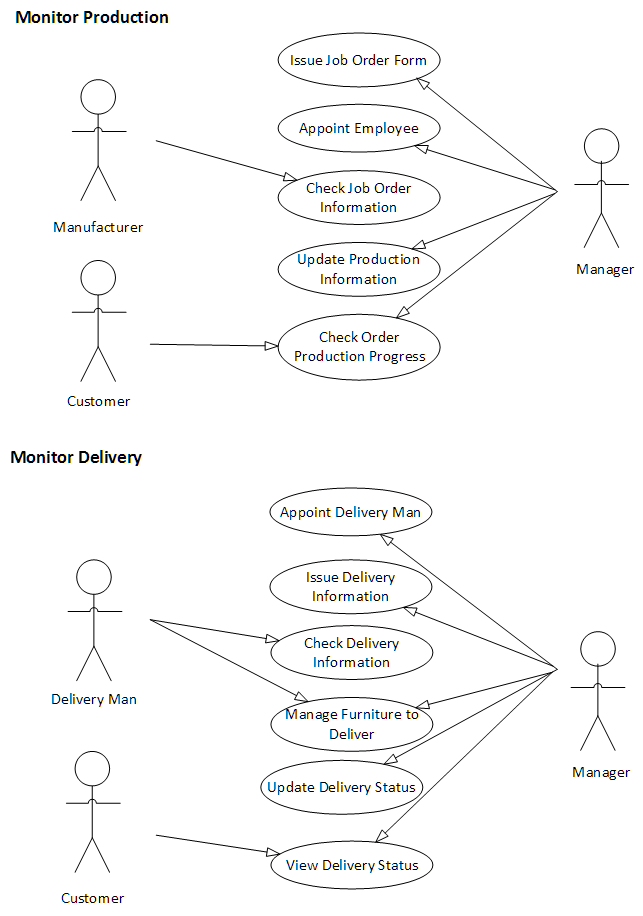 Monitor Production
Issue Job Order Form
Appoint Employee
Check Job Order
Information
Manufacturer
Update Production
Information
Manager
Check Order
Production Progress
Customer
Monitor Delivery
Appoint Delivery Man
Issue Delivery
Information
Check Delivery
Information
Delivery Man
Manage Furniture to
Deliver
Manager
Update Delivery Status
View Delivery Status
Customer